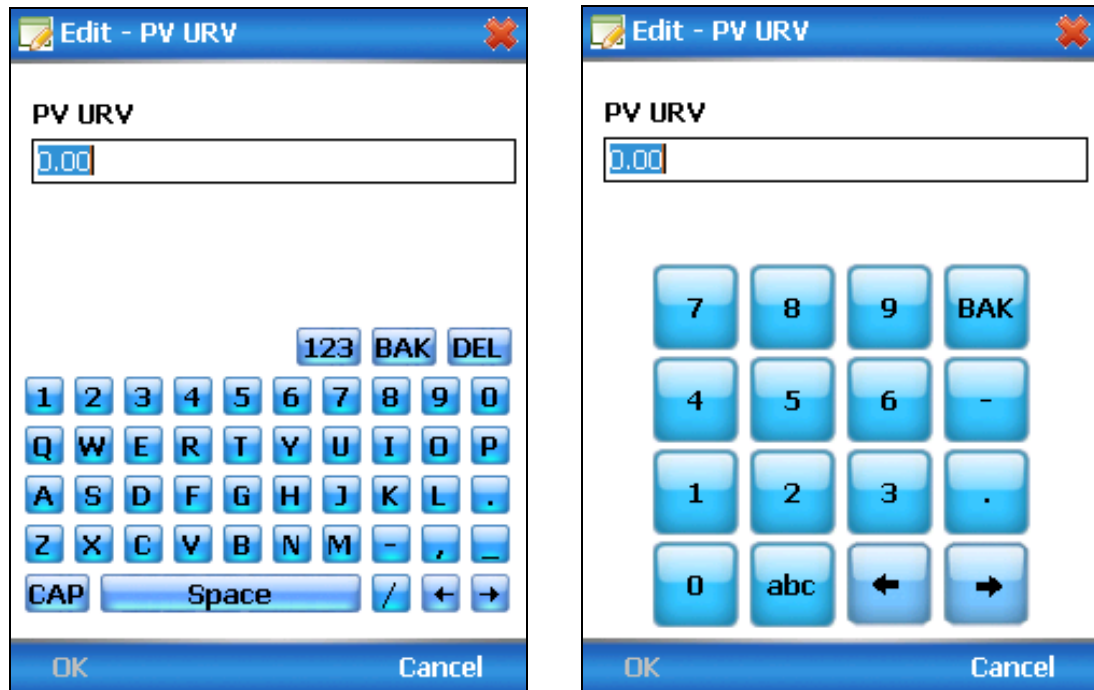 Edit - PV URV
PV URV
0.00
123 BAK DEL
1 2 3 4 5 6 7 8 9 0
Q W E R T Y U I O P
A S D F G H J K L .
Z X C V B N M - , _
CAP Space / ← →
OK Cancel
Edit - PV URV
PV URV
0.00
7 8 9 BAK
4 5 6 -
1 2 3 .
0 abc ← →
OK Cancel